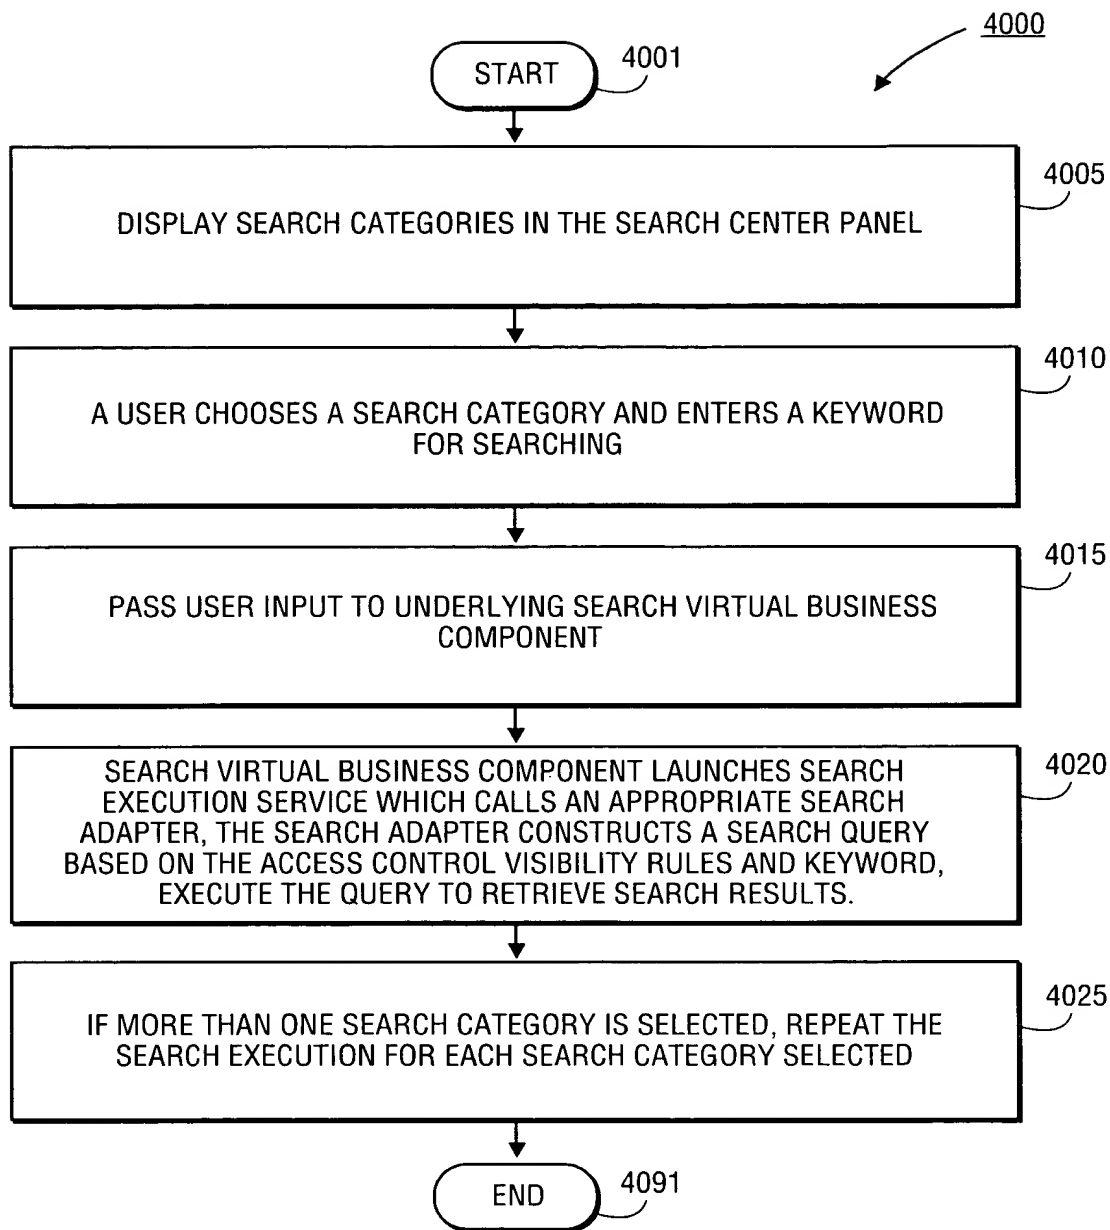 4000
START
4001
DISPLAY SEARCH CATEGORIES IN THE SEARCH CENTER PANEL
4005
A USER CHOOSES A SEARCH CATEGORY AND ENTERS A KEYWORD
FOR SEARCHING
4010
PASS USER INPUT TO UNDERLYING SEARCH VIRTUAL BUSINESS
COMPONENT
4015
SEARCH VIRTUAL BUSINESS COMPONENT LAUNCHES SEARCH
EXECUTION SERVICE WHICH CALLS AN APPROPRIATE SEARCH
ADAPTER, THE SEARCH ADAPTER CONSTRUCTS A SEARCH QUERY
BASED ON THE ACCESS CONTROL VISIBILITY RULES AND KEYWORD,
EXECUTE THE QUERY TO RETRIEVE SEARCH RESULTS.
4020
IF MORE THAN ONE SEARCH CATEGORY IS SELECTED, REPEAT THE
SEARCH EXECUTION FOR EACH SEARCH CATEGORY SELECTED
4025
END
4091